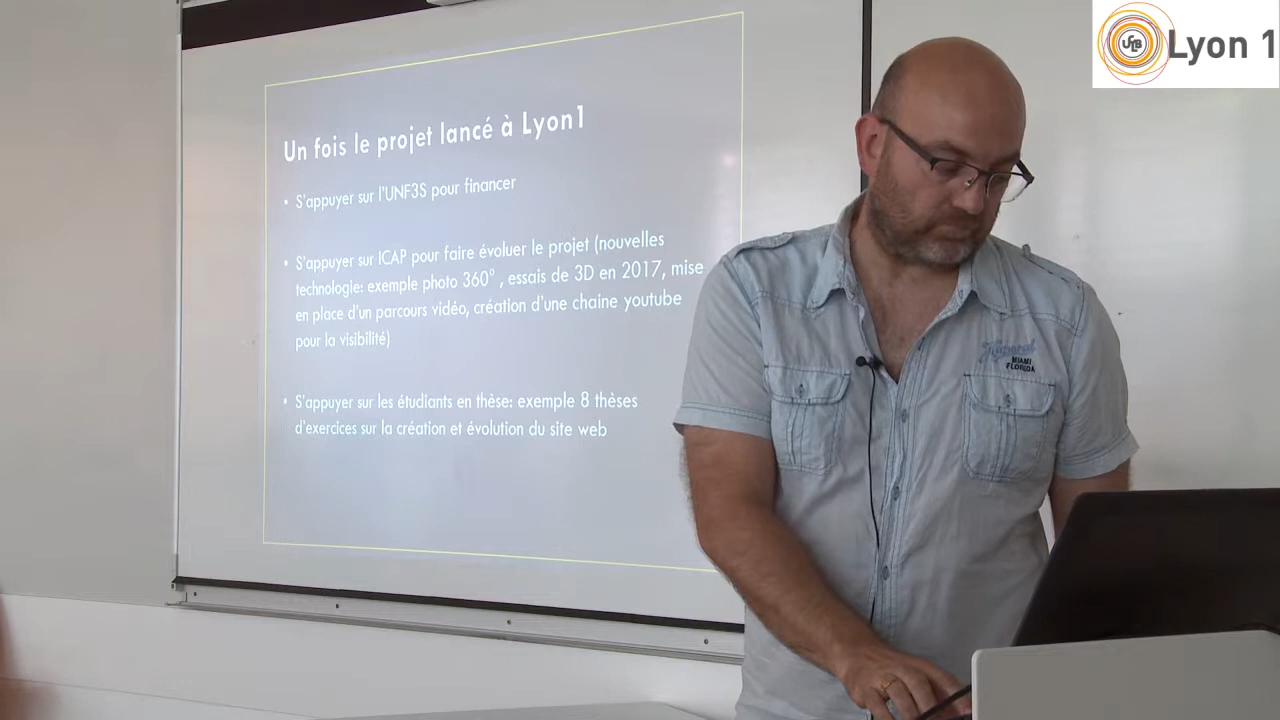 UCLB Lyon 1
Un fois le projet lancé à Lyon1
• S'appuyer sur l'UNF3S pour financer
• S'appuyer sur ICAP pour faire évoluer le projet (nouvelles
technologie: exemple photo 360° , essais de 3D en 2017, mise
en place d'un parcours vidéo, création d'une chaine youtube
pour la visibilité)
• S'appuyer sur les étudiants en thèse: exemple 8 thèses
d'exercices sur la création et évolution du site web
MIAMI
FLORIDA